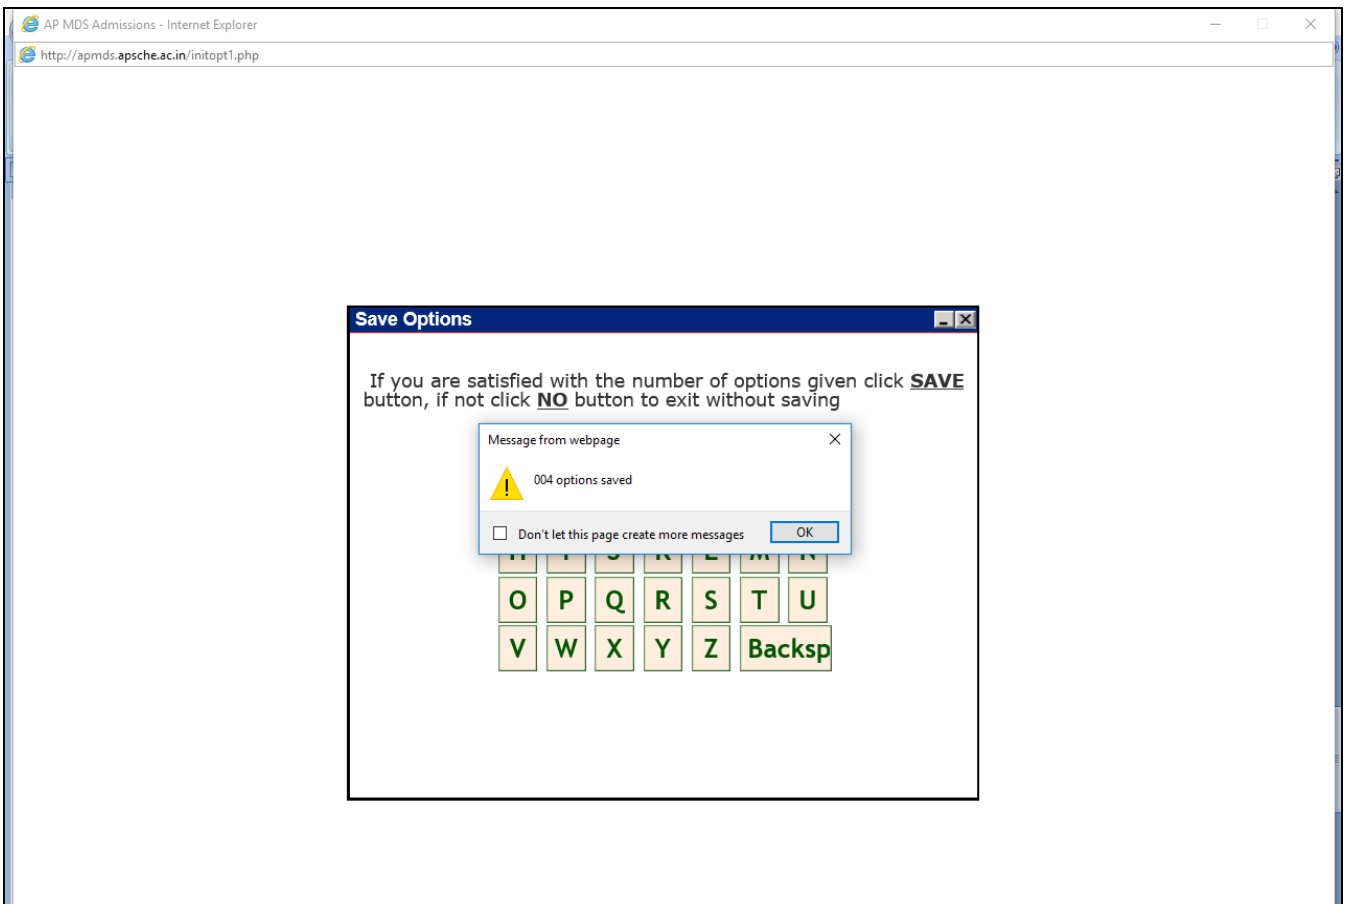 AP MDS Admissions - Internet Explorer
http://apmds.apsche.ac.in/initopt1.php
Save Options
If you are satisfied with the number of options given click SAVE
button, if not click NO button to exit without saving
Message from webpage
004 options saved
Don't let this page create more messages OK
O P Q R S T U
V W X Y Z Backsp